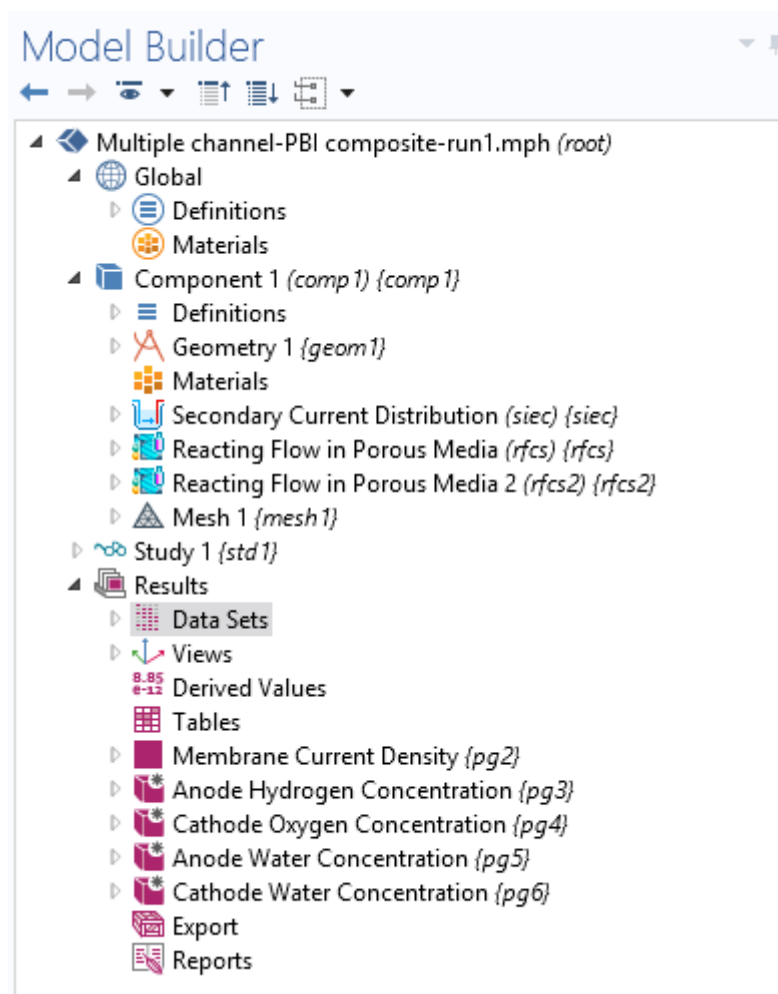 Model Builder
Multiple channel-PBI composite-run1.mph (root)
Global
Definitions
Materials
Component 1 (comp1) {comp1}
Definitions
Geometry 1 {geom1}
Materials
Secondary Current Distribution (siec) {siec}
Reacting Flow in Porous Media (rfcs) {rfcs}
Reacting Flow in Porous Media 2 (rfcs2) {rfcs2}
Mesh 1 {mesh1}
Study 1 {std1}
Results
Data Sets
Views
8.85
e-12 Derived Values
Tables
Membrane Current Density {pg2}
Anode Hydrogen Concentration {pg3}
Cathode Oxygen Concentration {pg4}
Anode Water Concentration {pg5}
Cathode Water Concentration {pg6}
Export
Reports